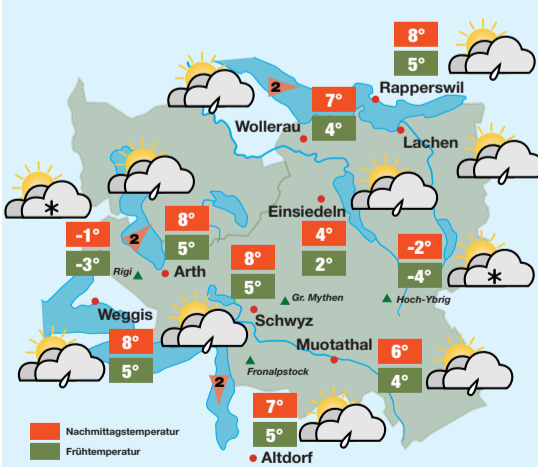 8°
5°
Rapperswil
2
7°
4°
Wollerau
Lachen
Einsiedeln
4°
2°
8°
5°
-1°
-3°
2
Rigi
Arth
8°
5°
-2°
-4°
Gr. Mythen
Hoch-Ybrig
Weggis
Schwyz
8°
5°
Muotathal
6°
4°
Fronalpstock
2
7°
5°
Altdorf
Nachmittagstemperatur
Frühtemperatur